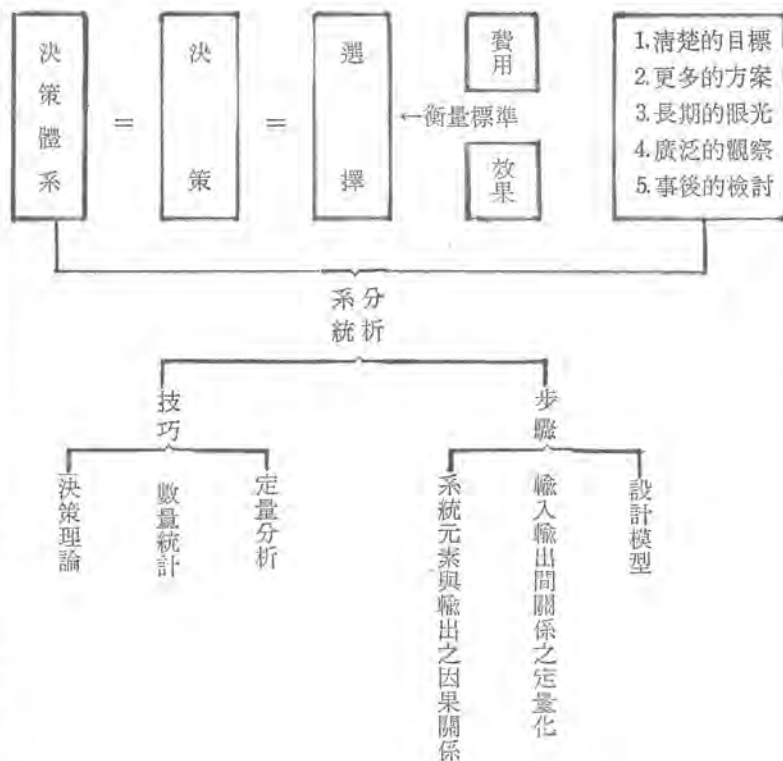 決策體系
=
決策
=
選擇
←衡量標準
費用
效果
1.清楚的目標
2.更多的方案
3.長期的眼光
4.廣泛的觀察
5.事後的檢討
系統
分析
技巧
步驟
決策理論
數量統計
定量分析
系統元素與輸出之因果關係
輸入輸出間關係之定量化
設計模型